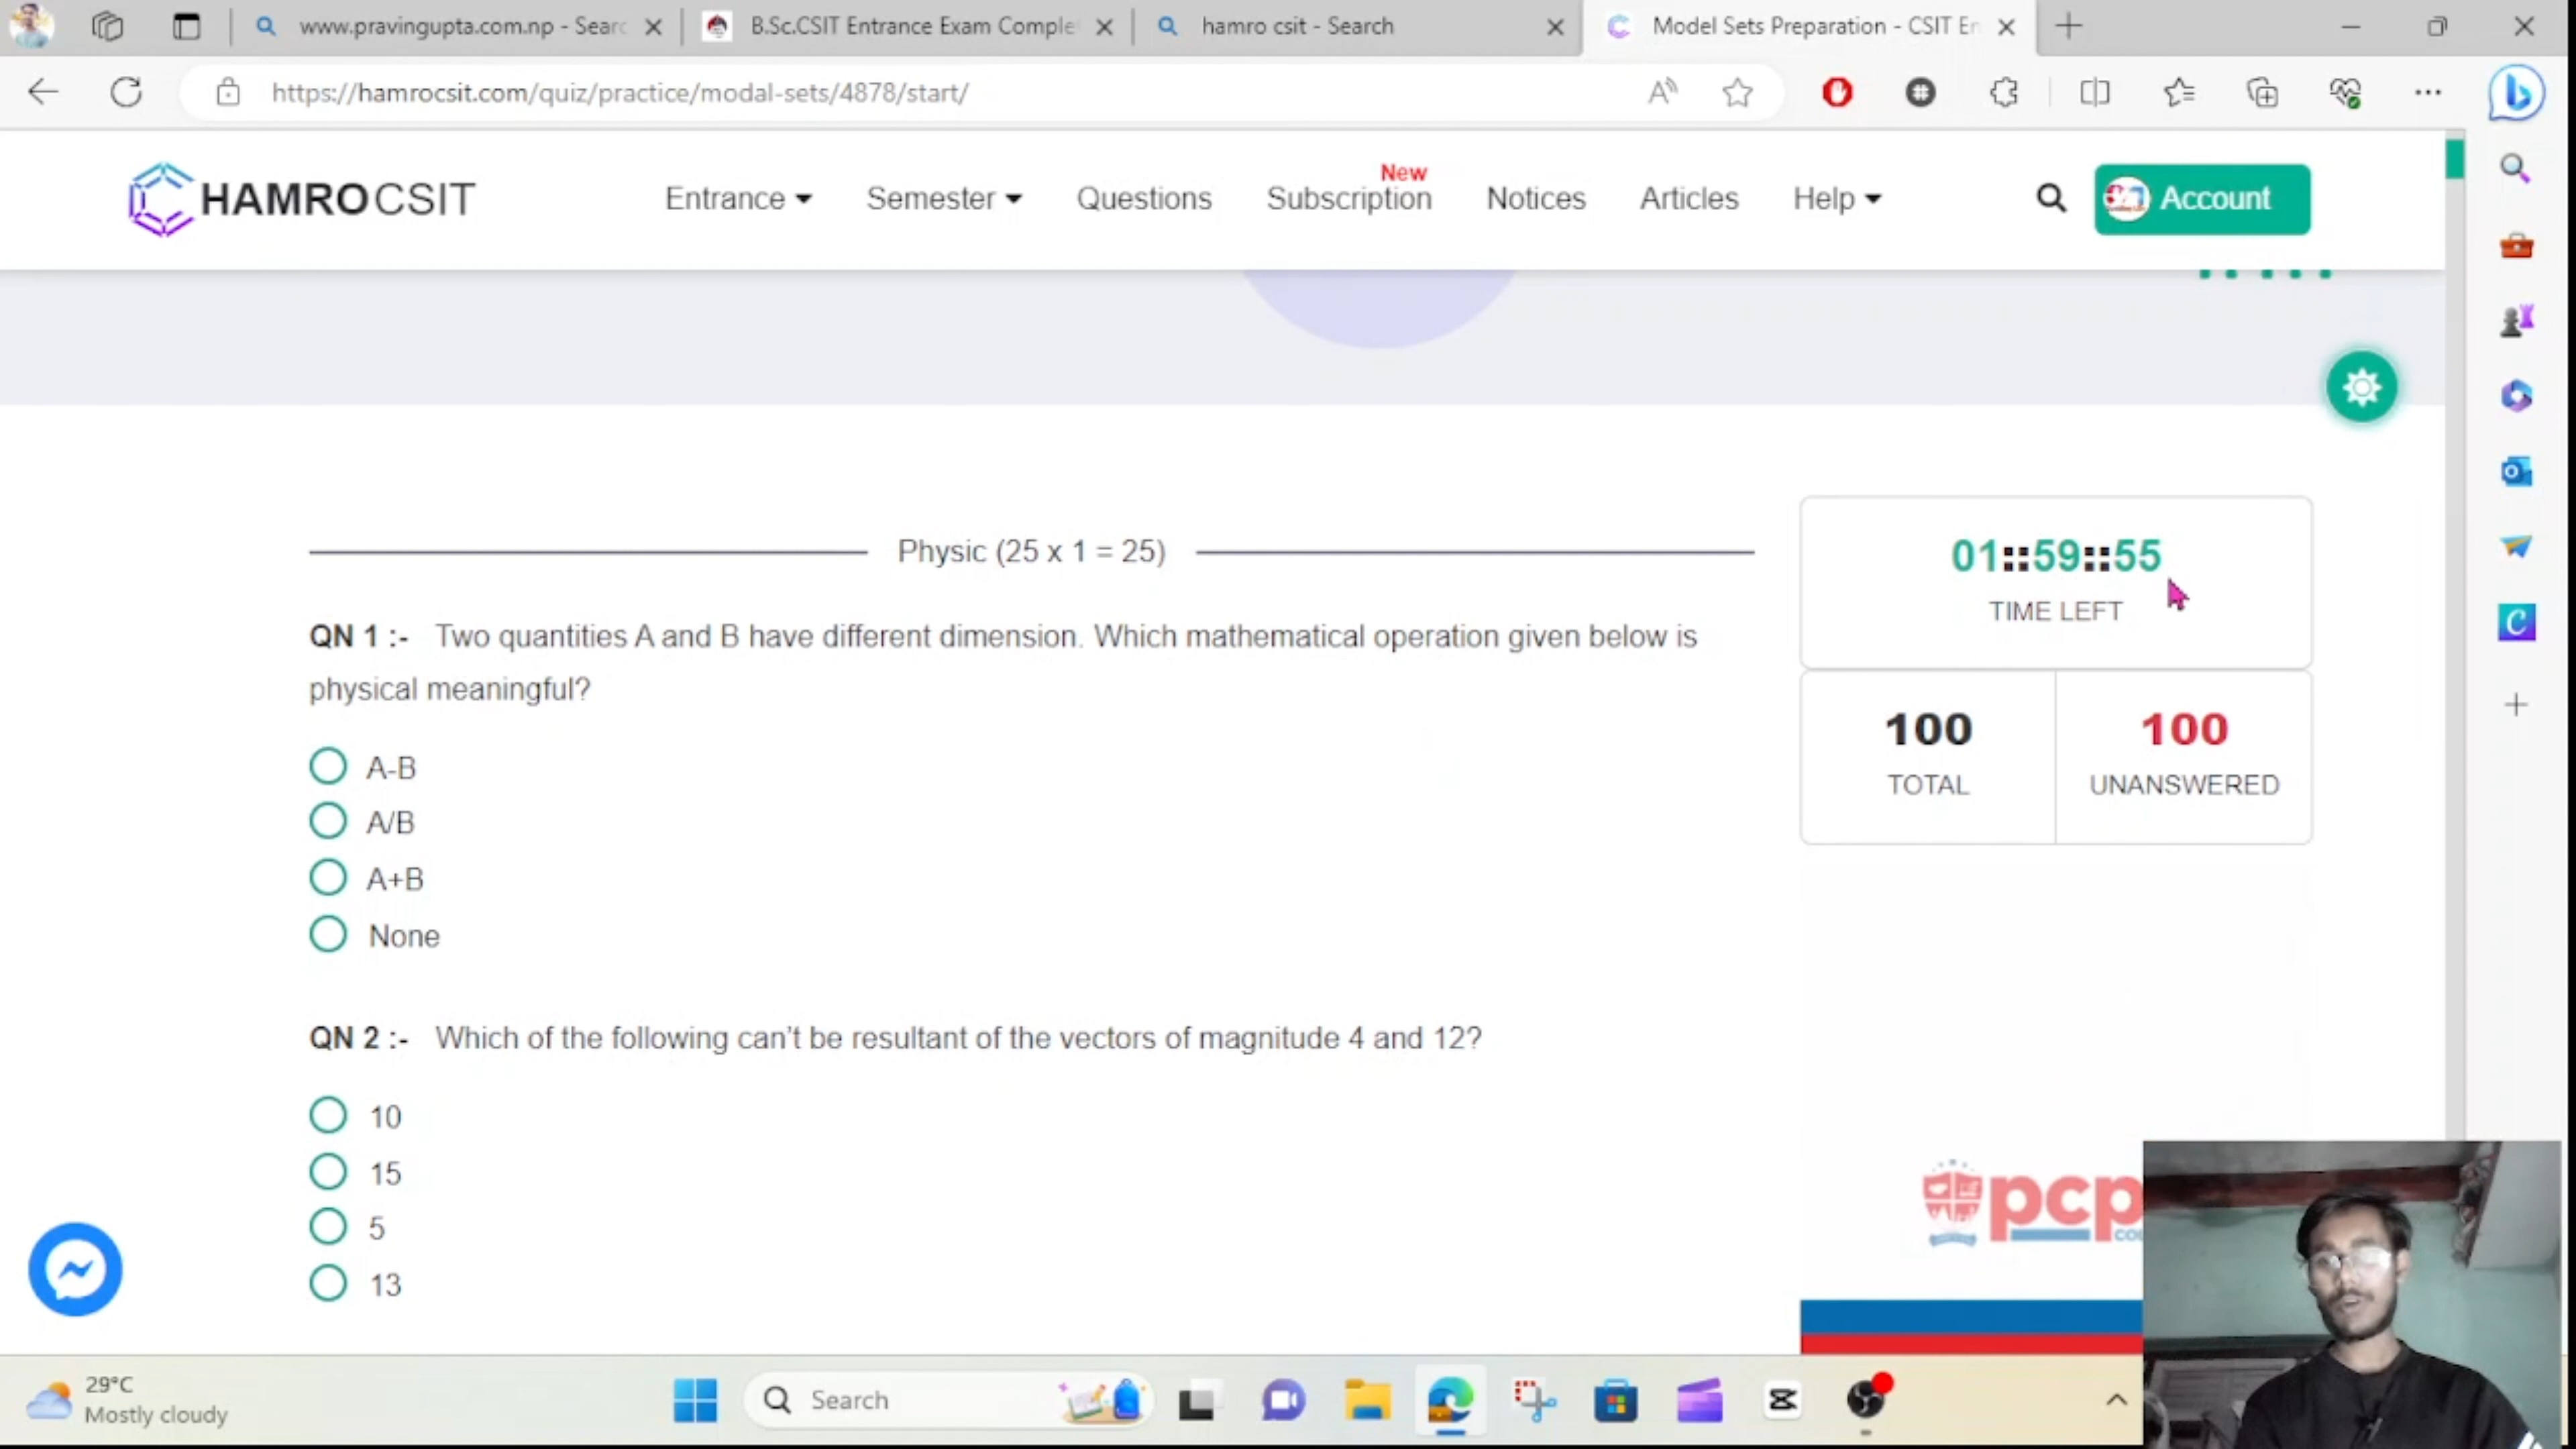 www.pravingupta.com.np - Searc
B.Sc.CSIT Entrance Exam Comple
hamro csit - Search
Model Sets Preparation - CSIT En
https://hamrocsit.com/quiz/practice/modal-sets/4878/start/
HAMROCSIT
Entrance
Semester
Questions
New
Subscription
Notices
Articles
Help
Account
Physic (25 x 1 = 25)
QN 1 :- Two quantities A and B have different dimension. Which mathematical operation given below is
physical meaningful?
A-B
A/B
A+B
None
QN 2 :- Which of the following can't be resultant of the vectors of magnitude 4 and 12?
10
15
5
13
01::59::55
TIME LEFT
100
TOTAL
100
UNANSWERED
pcp
29°C
Mostly cloudy
Search